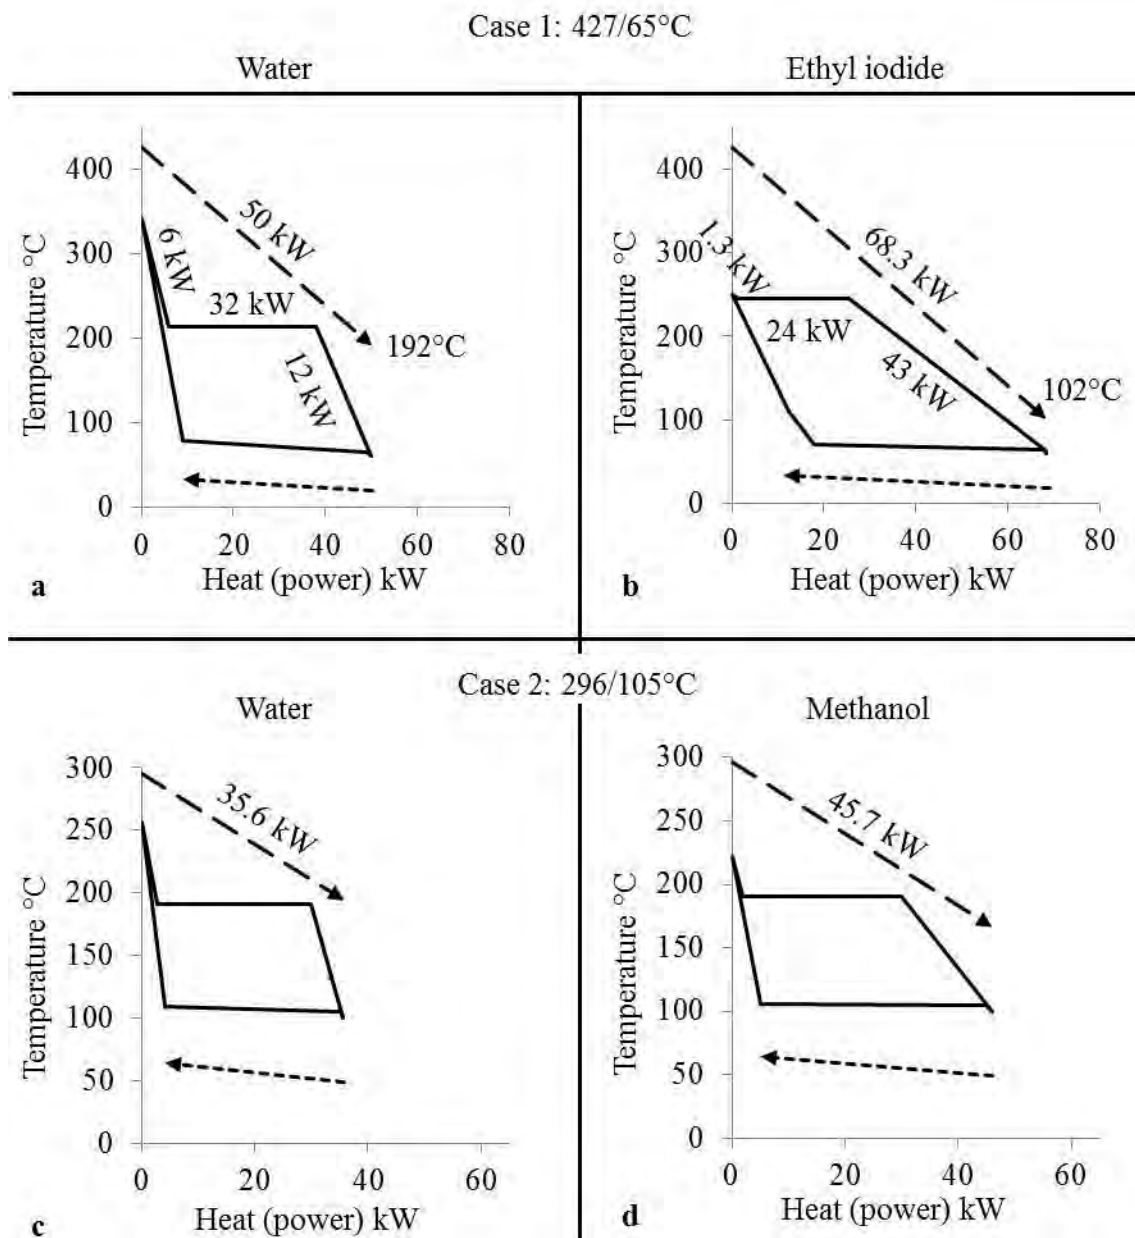 Case 1: 427/65°C
Water
Ethyl iodide
Temperature °C
400
300
200
100
0
0 20 40 60 80
Heat (power) kW
50 kW
6 kW
32 kW
12 kW
192°C
a
Temperature °C
400
300
200
100
0
0 20 40 60 80
Heat (power) kW
68.3 kW
1.3 kW
24 kW
43 kW
102°C
b
Case 2: 296/105°C
Water
Methanol
Temperature °C
300
250
200
150
100
50
0
0 20 40 60
Heat (power) kW
35.6 kW
c
Temperature °C
300
250
200
150
100
50
0
0 20 40 60
Heat (power) kW
45.7 kW
d